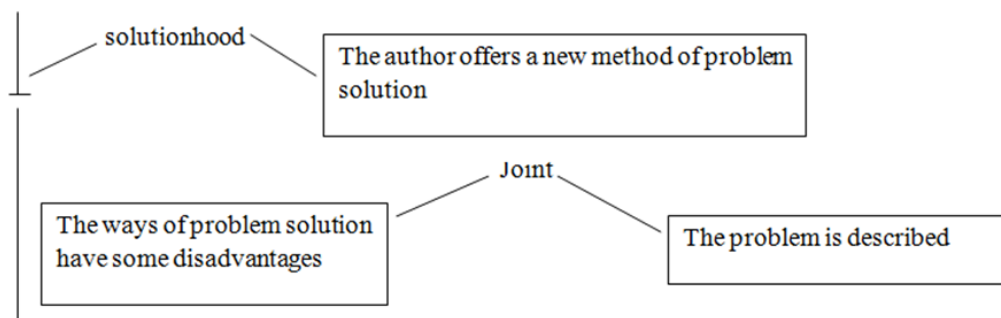 solutionhood
The author offers a new method of problem
solution
Joint
The ways of problem solution
have some disadvantages
The problem is described